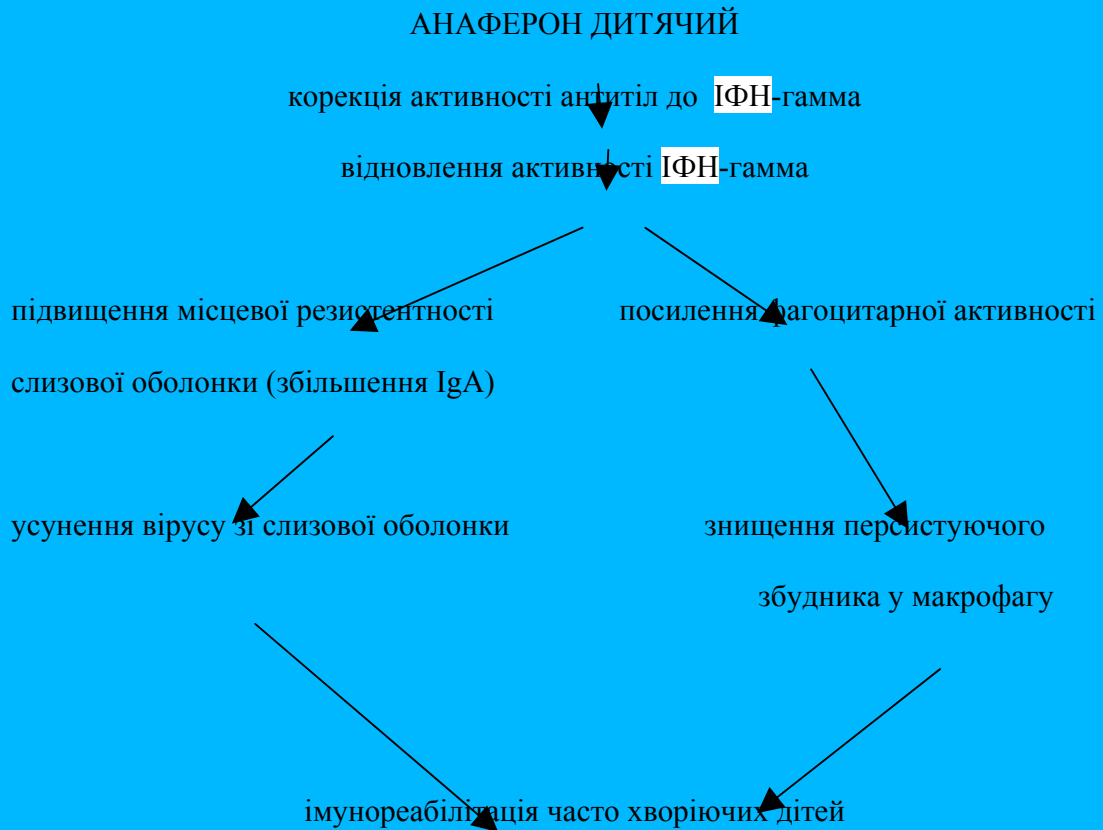 АНАФЕРОН ДИТЯЧИЙ
корекція активності антитіл до ІФН-гамма
відновлення активності ІФН-гамма
підвищення місцевої резистентності
слизової оболонки (збільшення IgA)
посилення фагоцитарної активності
усунення вірусу зі слизової оболонки
знищення персистуючого
збудника у макрофагу
імунореабілітація часто хворіючих дітей